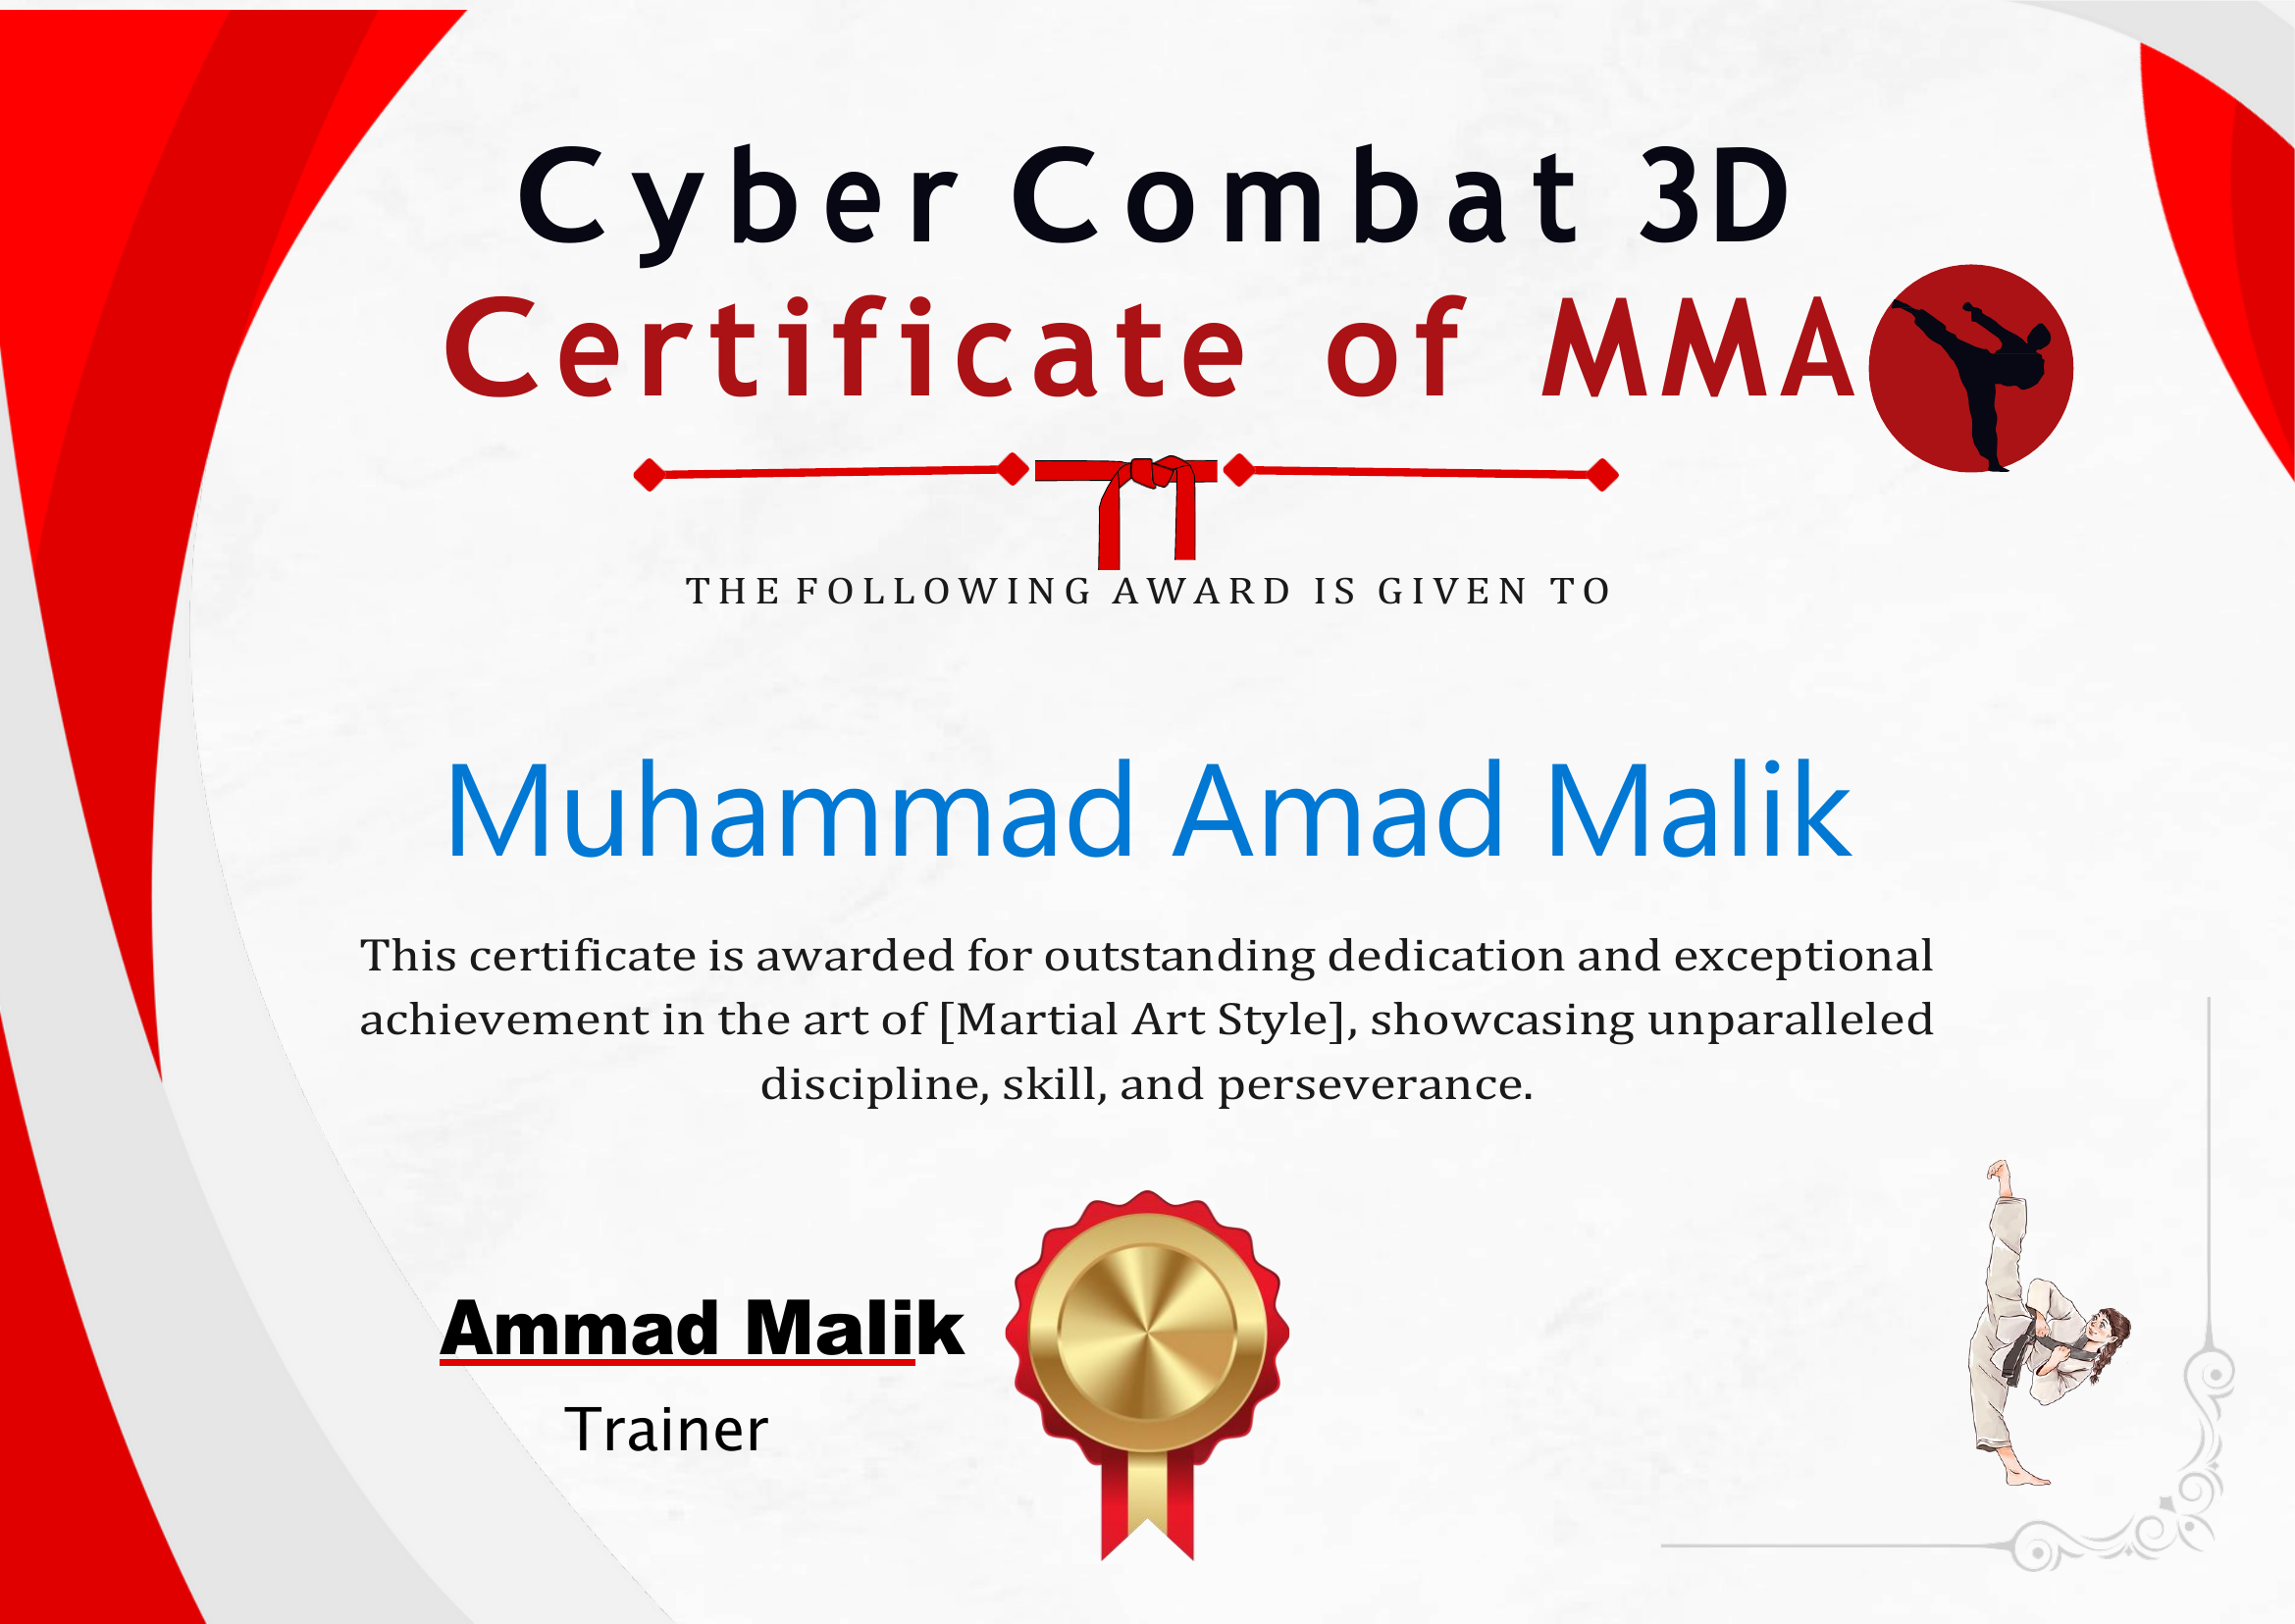 Cyber Combat 3D
Certificate of MMA
THE FOLLOWING AWARD IS GIVEN TO
Muhammad Amad Malik
This certificate is awarded for outstanding dedication and exceptional
achievement in the art of [Martial Art Style], showcasing unparalleled
discipline, skill, and perseverance.
Ammad Malik
Trainer